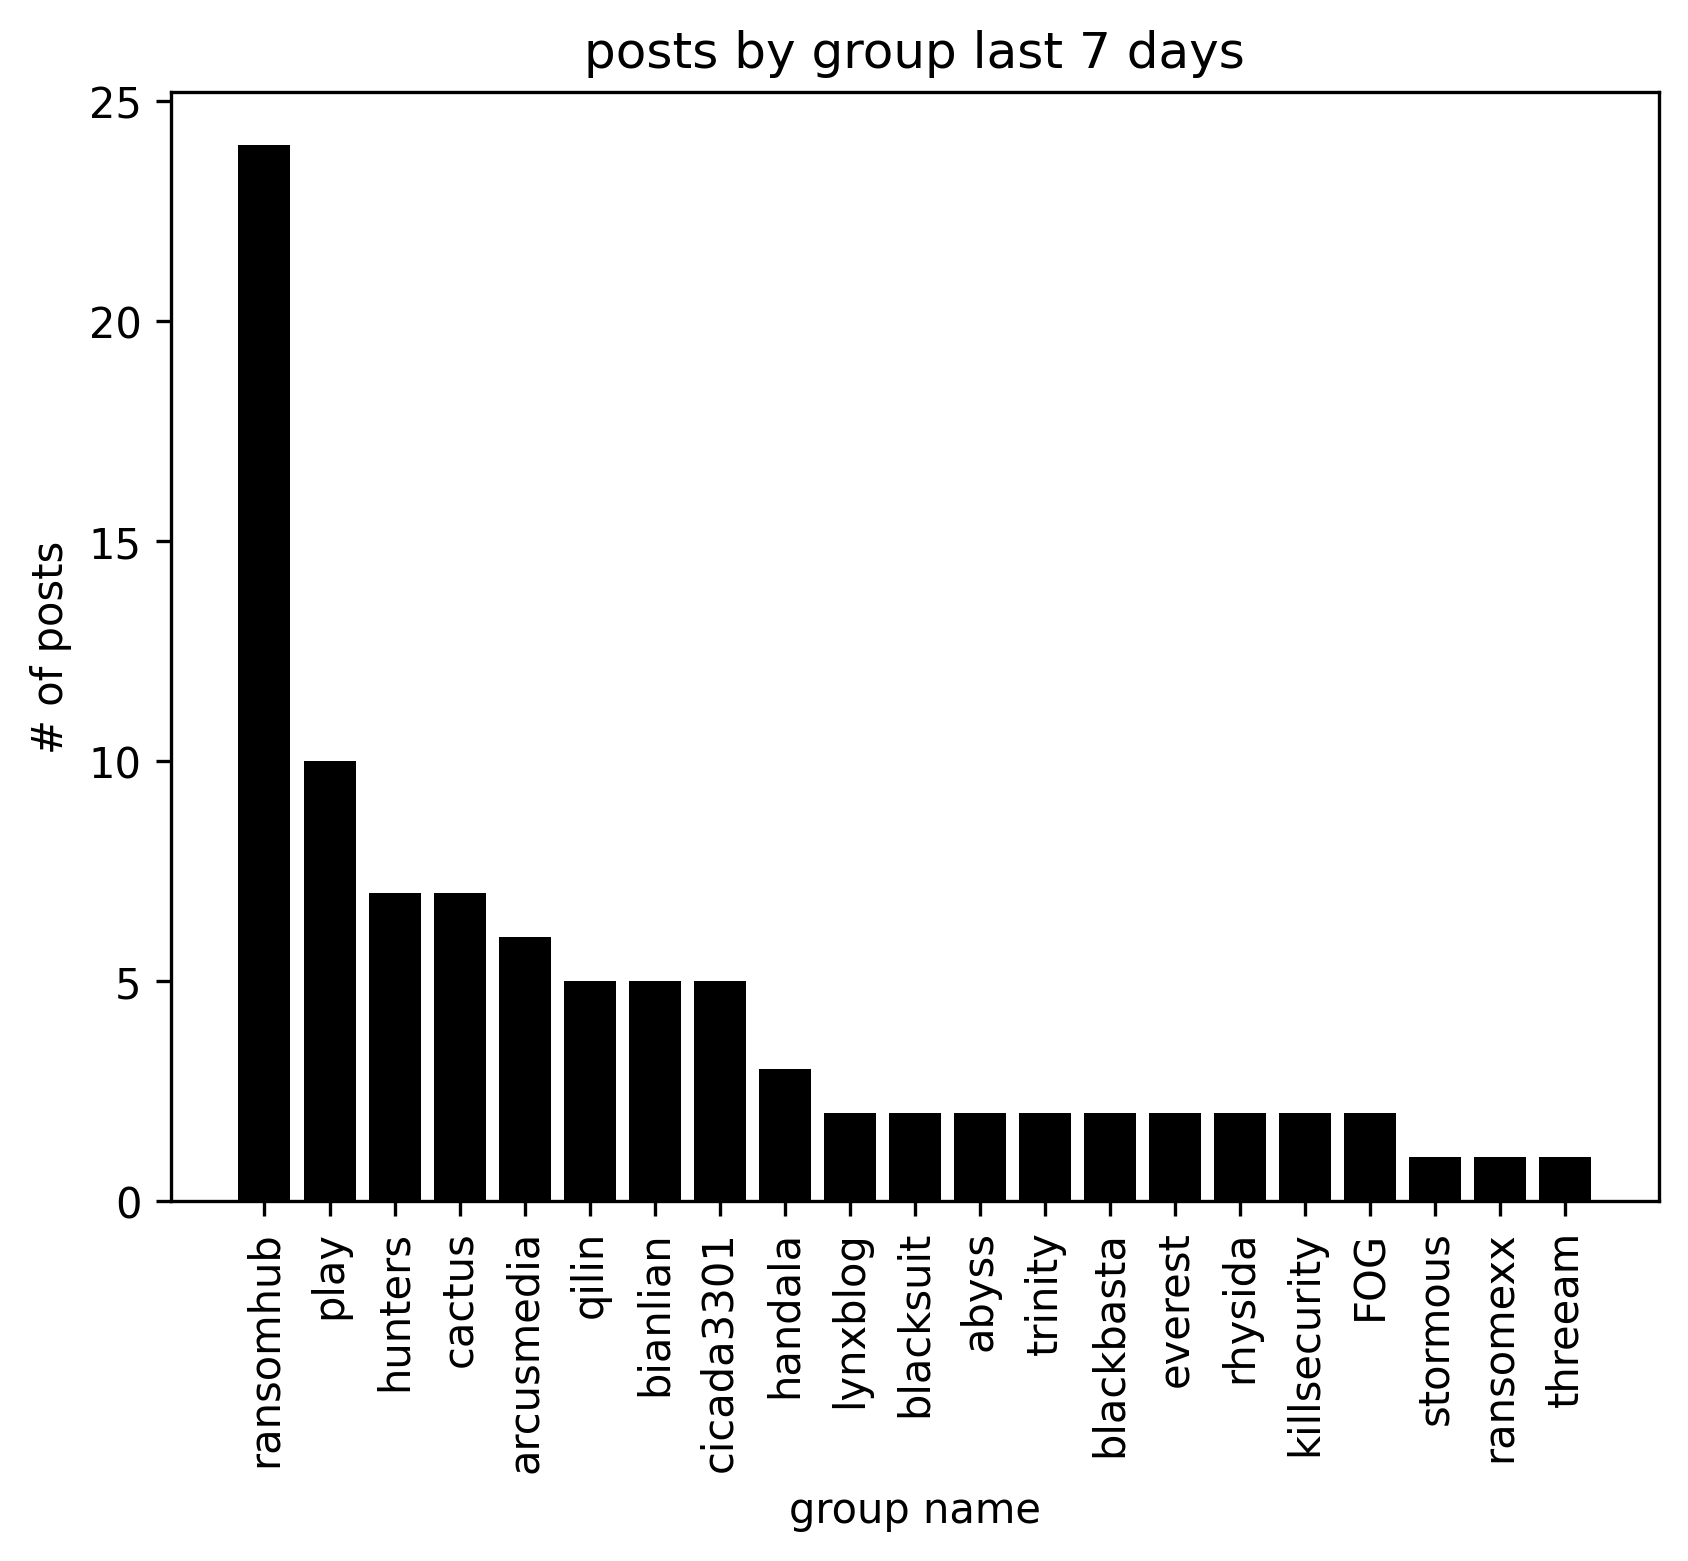 posts by group last 7 days
25
20
15
10
5
0
# of posts
ransomhub
play
hunters
cactus
arcusmedia
qilin
bianlian
cicada3301
handala
lynxblog
blacksuit
abyss
trinity
blackbasta
everest
rhysida
killsecurity
FOG
stormous
ransomexx
threeam
group name